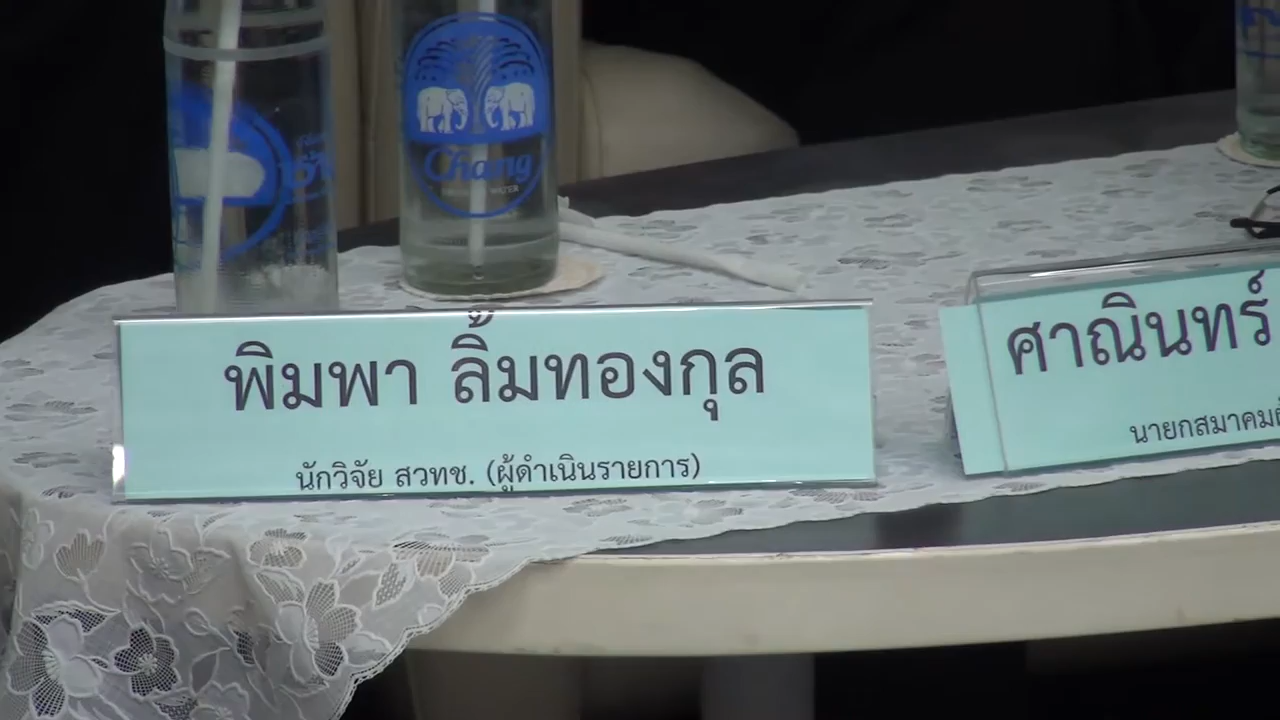 Chang
WATER
พิมพา ลิ้มทองกุล
นักวิจัย สวทช. (ผู้ดำเนินรายการ)
ศาณินทร์
นายกสมาคม